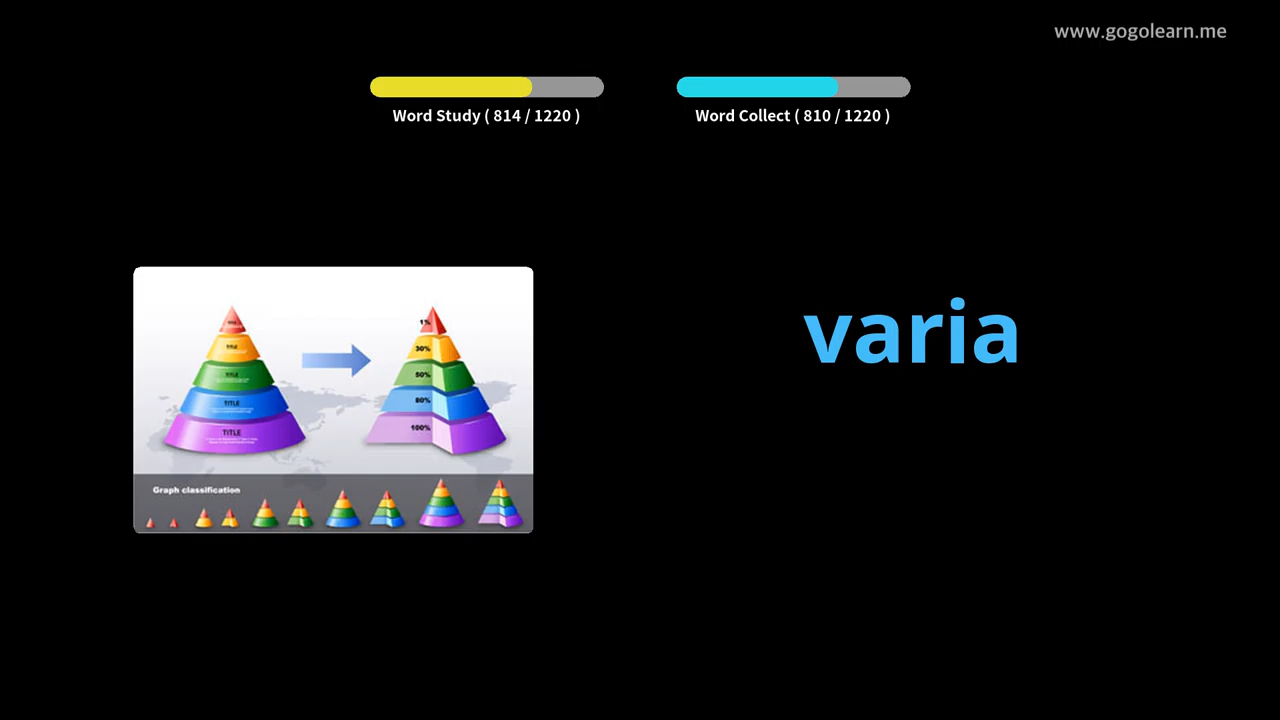 www.gogolearn.me
Word Study ( 814 / 1220 )
Word Collect ( 810 / 1220 )
varia
1%
TITLE
30%
TITLE
50%
TITLE
80%
TITLE
100%
Graph classification